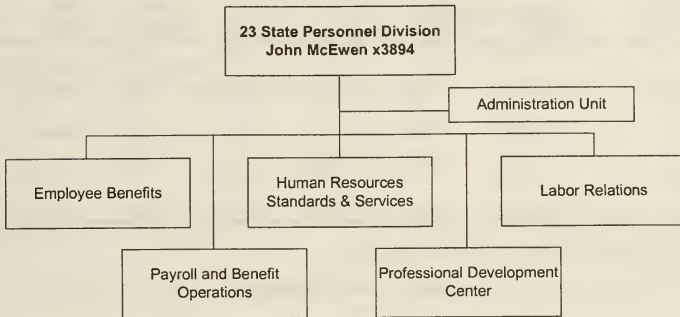 23 State Personnel Division
John McEwen x3894
Administration Unit
Employee Benefits
Human Resources
Standards & Services
Labor Relations
Payroll and Benefit
Operations
Professional Development
Center